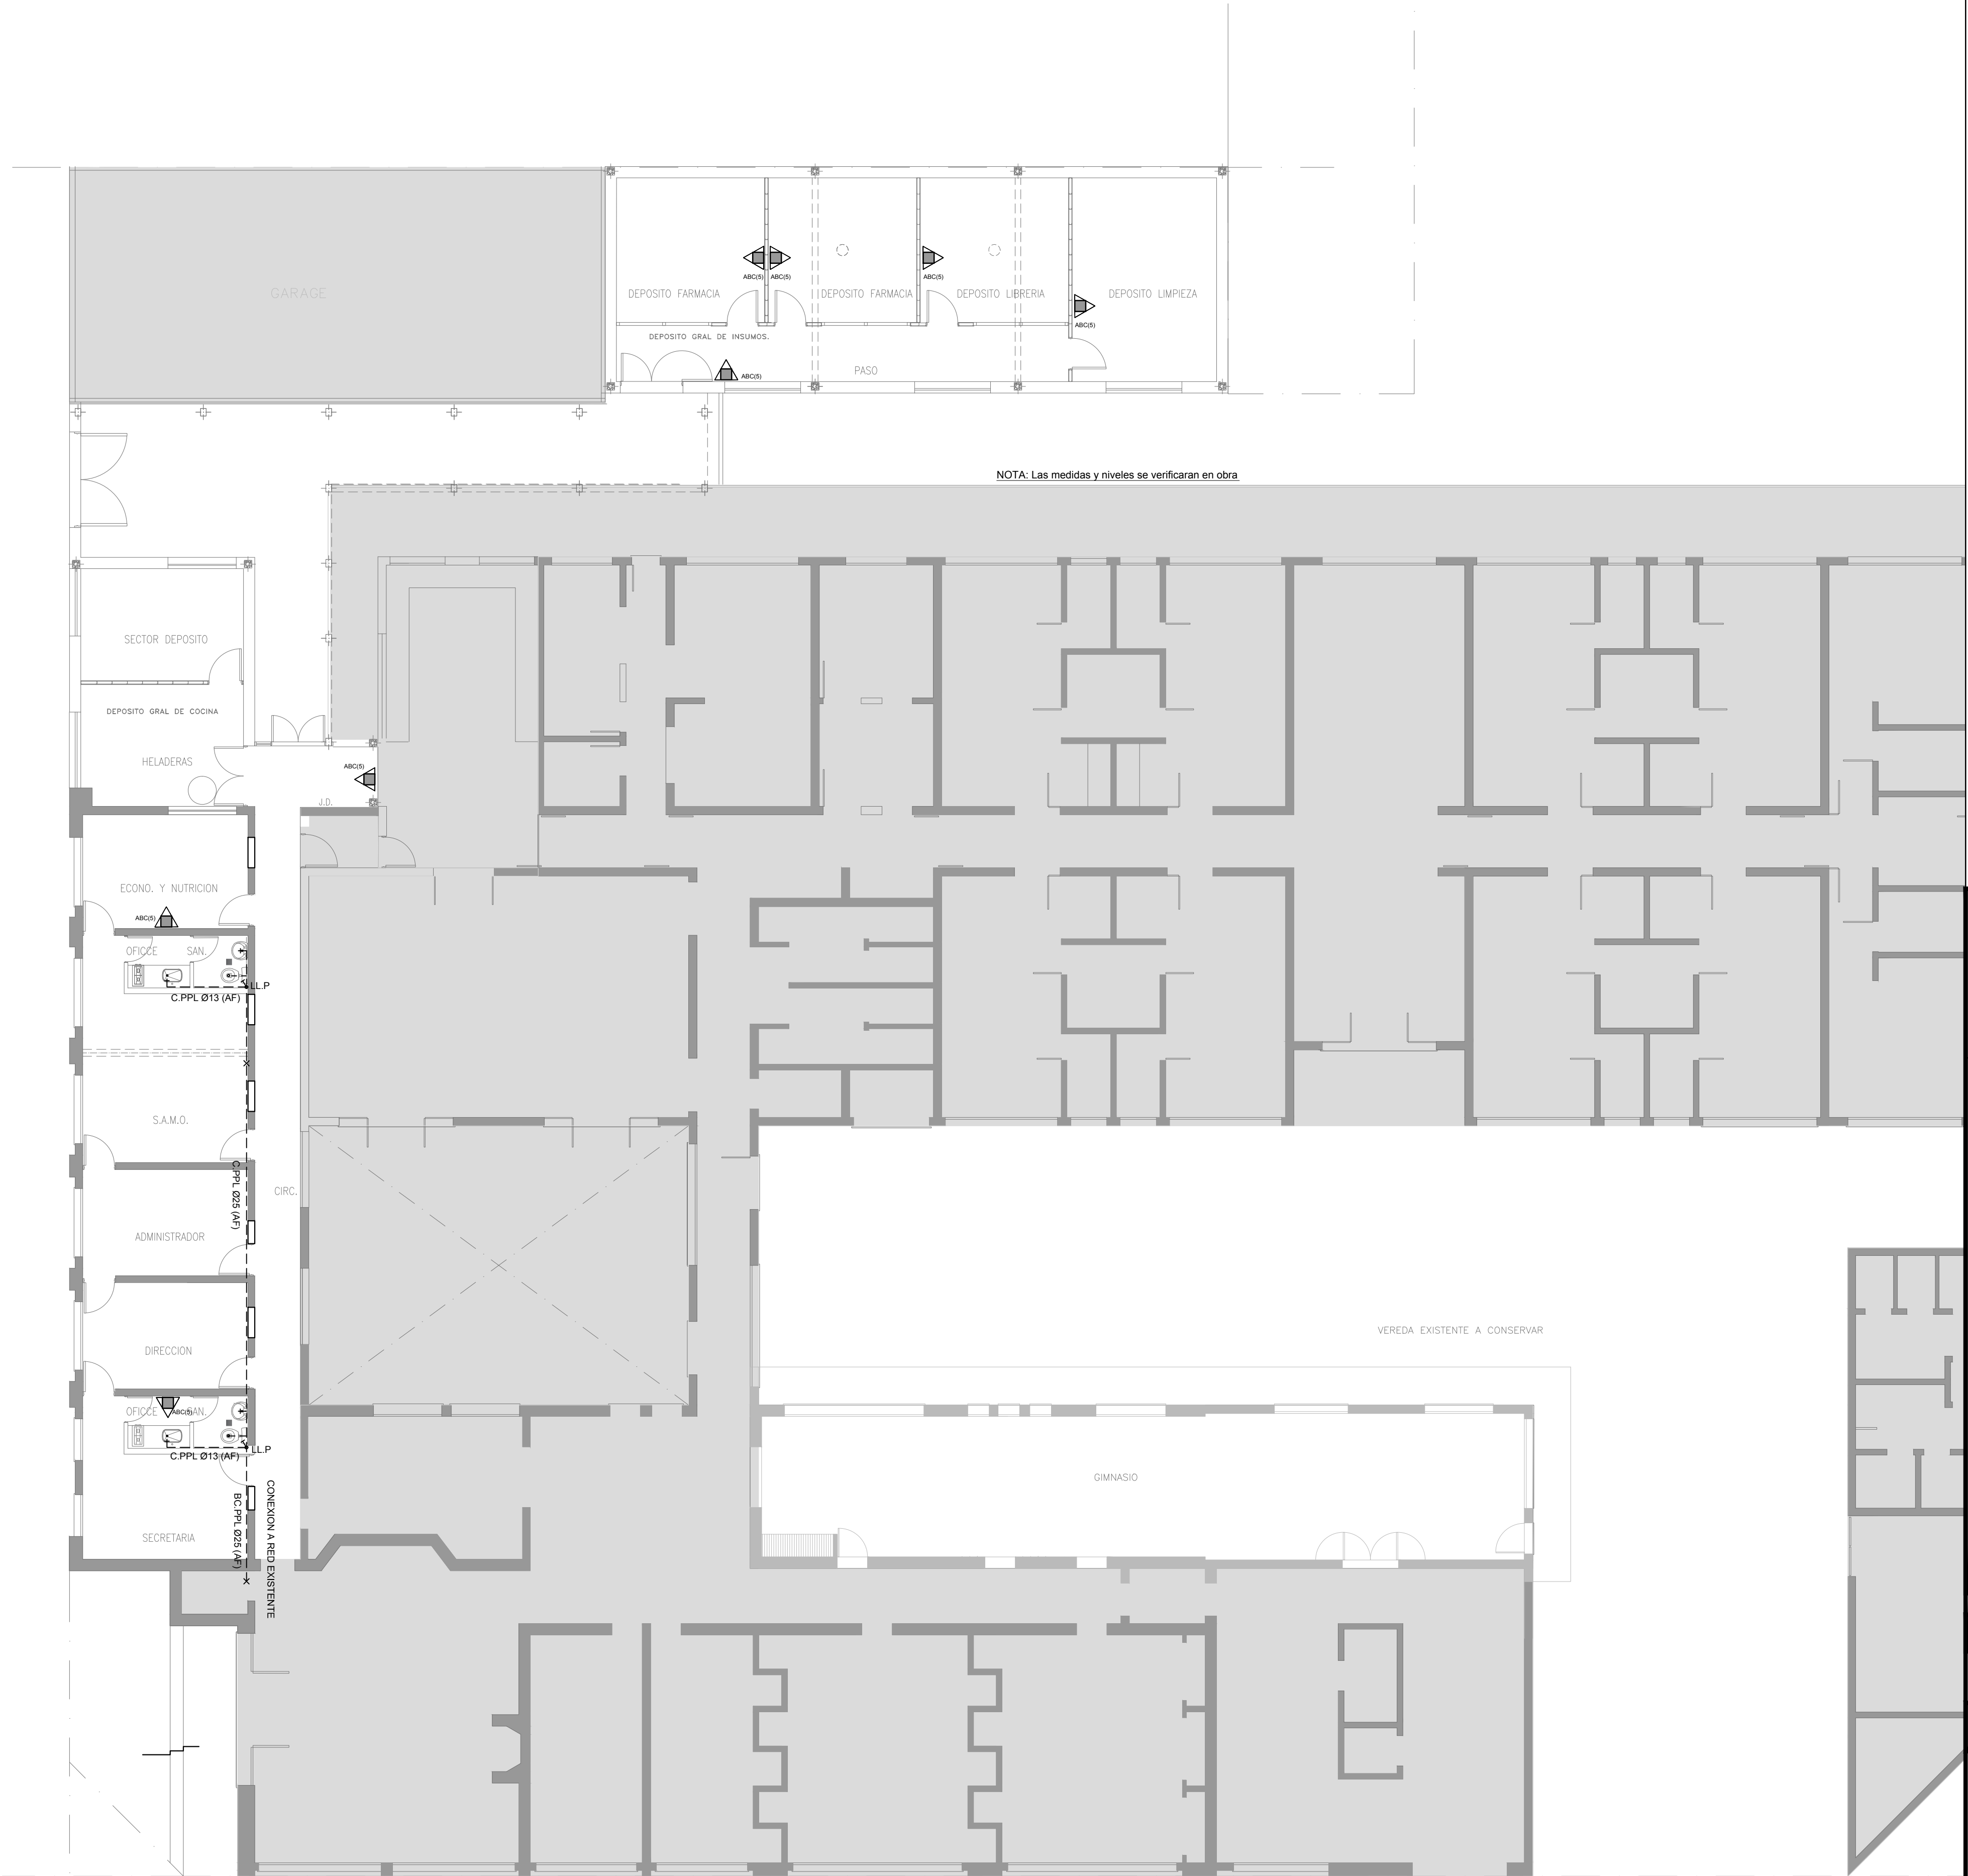 GARAGE
ABC(5)
ABC(5)
ABC(5)
DEPOSITO FARMACIA
DEPOSITO FARMACIA
DEPOSITO LIBRERIA
DEPOSITO LIMPIEZA
ABC(5)
DEPOSITO GRAL DE INSUMOS.
PASO
ABC(5)
NOTA: Las medidas y niveles se verificaran en obra
SECTOR DEPOSITO
DEPOSITO GRAL DE COCINA
HELADERAS
ABC(5)
J.D.
ECONO. Y NUTRICION
ABC(5)
OFICCE
SAN.
LL.P
C.PPL Ø13 (AF)
S.A.M.O.
C.PPL Ø25 (AF)
CIRC.
ADMINISTRADOR
DIRECCION
VEREDA EXISTENTE A CONSERVAR
OFICCE
ABC(5)
SAN.
LL.P
C.PPL Ø13 (AF)
GIMNASIO
BC.PPL Ø25 (AF)
CONEXION A RED EXISTENTE
SECRETARIA